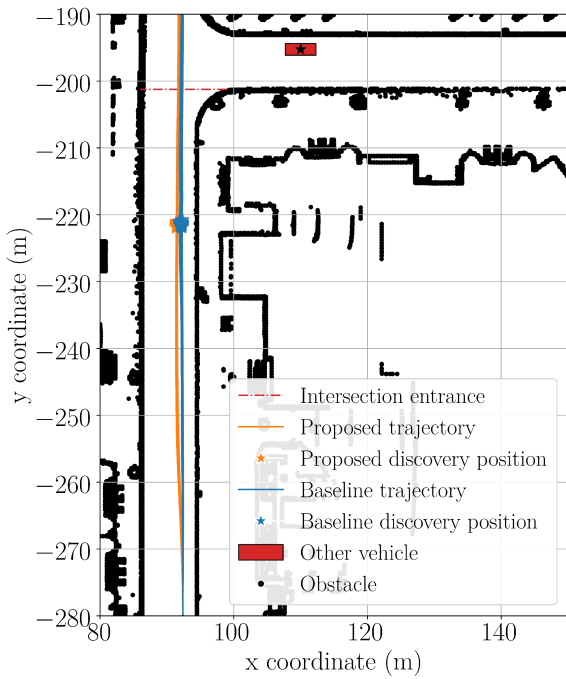 −190
−200
−210
−220
−230
−240
−250
−260
−270
−280
y coordinate (m)
Intersection entrance
Proposed trajectory
Proposed discovery position
Baseline trajectory
Baseline discovery position
Other vehicle
Obstacle
80 100 120 140
x coordinate (m)